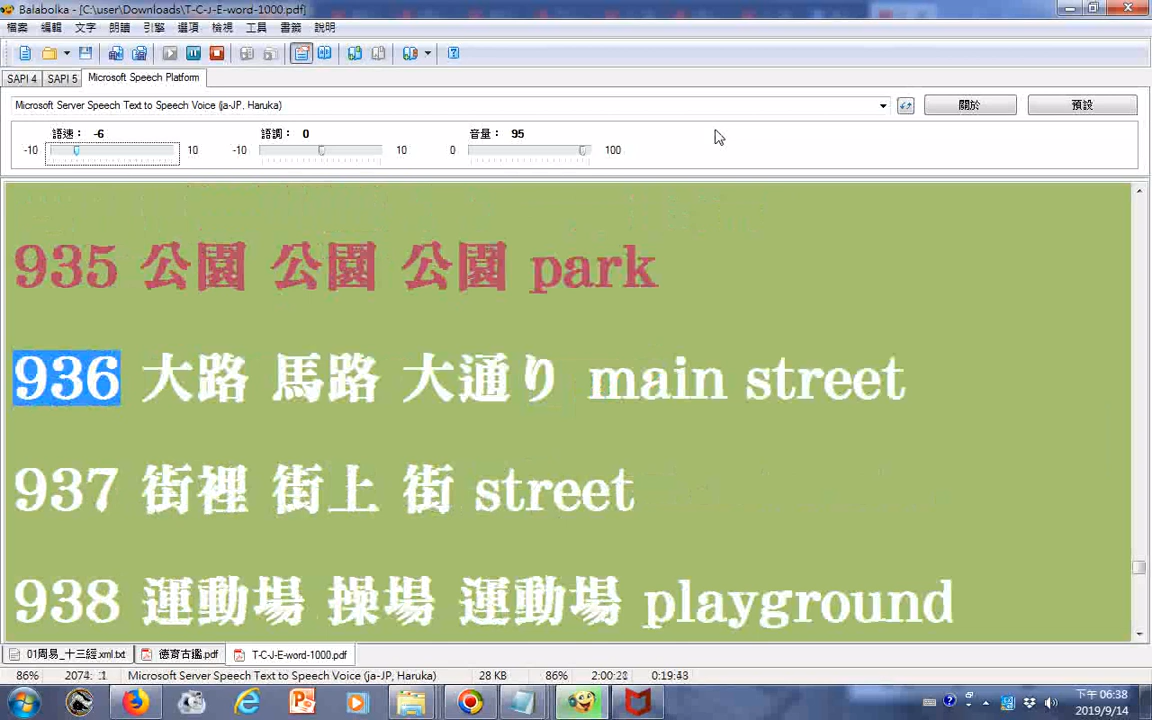 Balabolka - [C:\user\Downloads\T-C-J-E-word-1000.pdf]
檔案 編輯 文字 朗讀 引擎 選項 檢視 工具 書籤 說明
SAPI 4 SAPI 5 Microsoft Speech Platform
Microsoft Server Speech Text to Speech Voice (ja-JP, Haruka) 關於 預設
語速： -6 語調： 0 音量： 95
-10 10 -10 10 0 100
935 公園 公園 公園 park
936 大路 馬路 大通り main street
937 街裡 街上 街 street
938 運動場 操場 運動場 playground
01周易_十三經.xml.txt 德育古鑑.pdf T-C-J-E-word-1000.pdf
86% 2074: 1 Microsoft Server Speech Text to Speech Voice (ja-JP, Haruka) 28 KB 86% 2:00:21 0:19:43
下午 06:38
2019/9/14